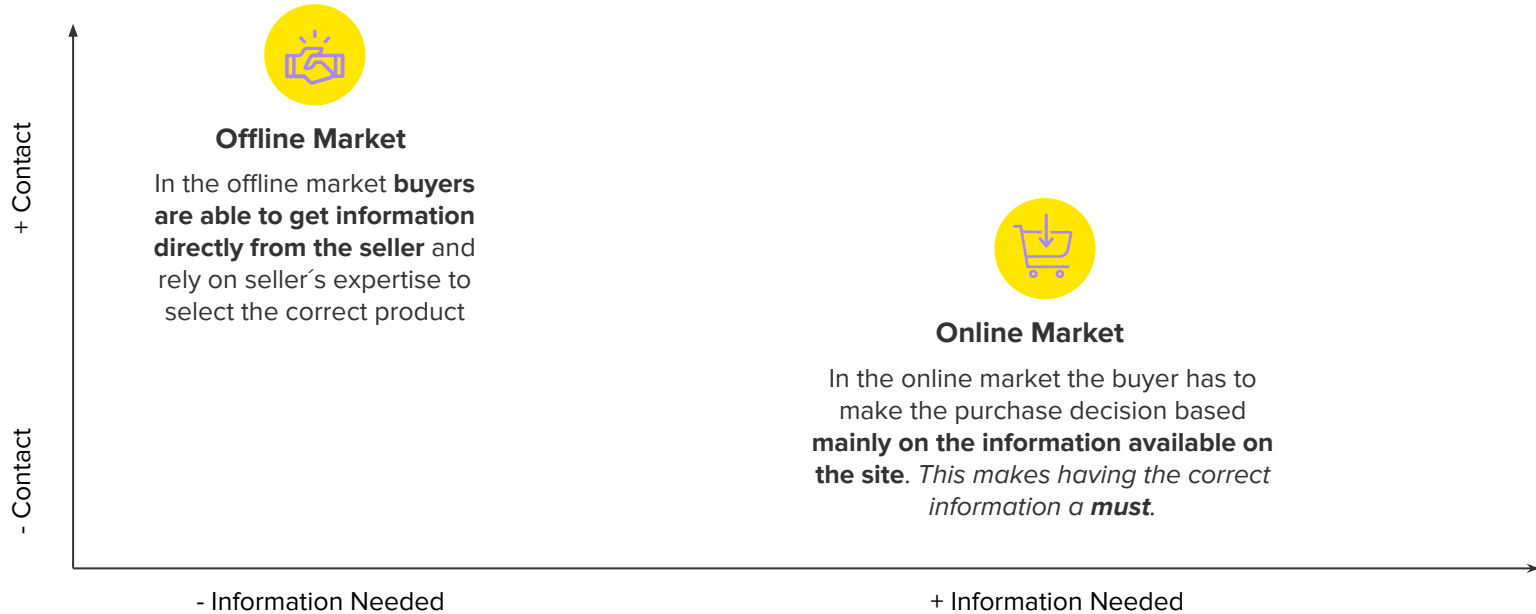 + Contact
- Contact
Offline Market
In the offline market buyers
are able to get information
directly from the seller and
rely on seller´s expertise to
select the correct product
Online Market
In the online market the buyer has to
make the purchase decision based
mainly on the information available on
the site. This makes having the correct
information a must.
- Information Needed
+ Information Needed